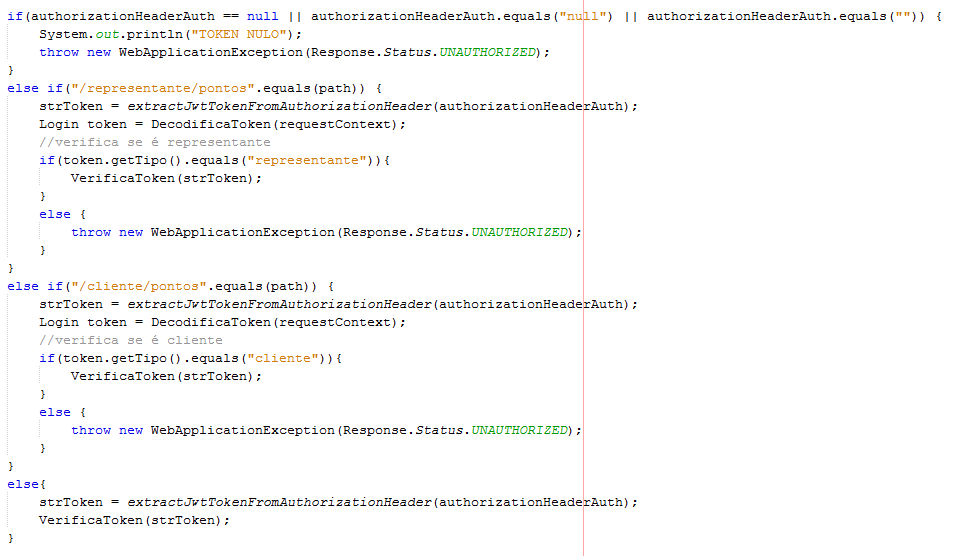 if(authorizationHeaderAuth == null || authorizationHeaderAuth.equals("null") || authorizationHeaderAuth.equals("")) {
    System.out.println("TOKEN NULO");
    throw new WebApplicationException(Response.Status.UNAUTHORIZED);
}
else if("/representante/pontos".equals(path)) {
    strToken = extractJwtTokenFromAuthorizationHeader(authorizationHeaderAuth);
    Login token = DecodificaToken(requestContext);
    //verifica se é representante
    if(token.getTipo().equals("representante")){
        VerificaToken(strToken);
    }
    else {
        throw new WebApplicationException(Response.Status.UNAUTHORIZED);
    }
}
else if("/cliente/pontos".equals(path)) {
    strToken = extractJwtTokenFromAuthorizationHeader(authorizationHeaderAuth);
    Login token = DecodificaToken(requestContext);
    //verifica se é cliente
    if(token.getTipo().equals("cliente")){
        VerificaToken(strToken);
    }
    else {
        throw new WebApplicationException(Response.Status.UNAUTHORIZED);
    }
}
else{
    strToken = extractJwtTokenFromAuthorizationHeader(authorizationHeaderAuth);
    VerificaToken(strToken);
}